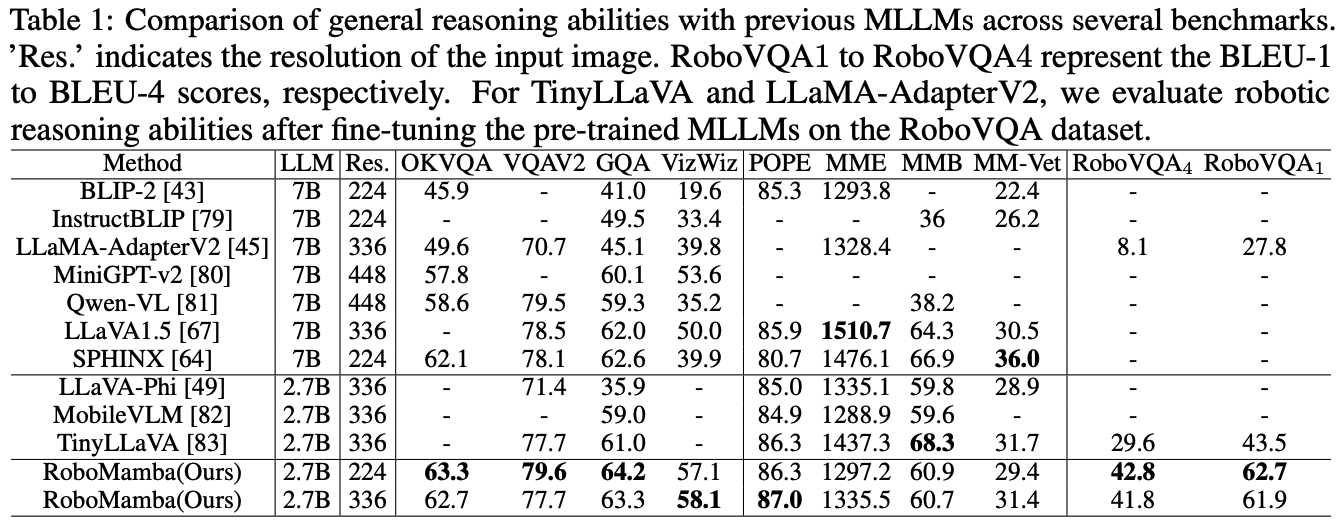 Table 1: Comparison of general reasoning abilities with previous MLLMs across several benchmarks.
’Res.’ indicates the resolution of the input image. RoboVQA1 to RoboVQA4 represent the BLEU-1
to BLEU-4 scores, respectively. For TinyLLaVA and LLaMA-AdapterV2, we evaluate robotic
reasoning abilities after fine-tuning the pre-trained MLLMs on the RoboVQA dataset.
Method LLM Res. OKVQA VQAV2 GQA VizWiz POPE MME MMB MM-Vet RoboVQA₄ RoboVQA₁
BLIP-2 [43] 7B 224 45.9 - 41.0 19.6 85.3 1293.8 - 22.4 - -
InstructBLIP [79] 7B 224 - - 49.5 33.4 - - 36 26.2 - -
LLaMA-AdapterV2 [45] 7B 336 49.6 70.7 45.1 39.8 - 1328.4 - - 8.1 27.8
MiniGPT-v2 [80] 7B 448 57.8 - 60.1 53.6 - - - - - -
Qwen-VL [81] 7B 448 58.6 79.5 59.3 35.2 - - 38.2 - - -
LLaVA1.5 [67] 7B 336 - 78.5 62.0 50.0 85.9 1510.7 64.3 30.5 - -
SPHINX [64] 7B 224 62.1 78.1 62.6 39.9 80.7 1476.1 66.9 36.0 - -
LLaVA-Phi [49] 2.7B 336 - 71.4 35.9 - 85.0 1335.1 59.8 28.9 - -
MobileVLM [82] 2.7B 336 - - 59.0 - 84.9 1288.9 59.6 - - -
TinyLLaVA [83] 2.7B 336 - 77.7 61.0 - 86.3 1437.3 68.3 31.7 29.6 43.5
RoboMamba(Ours) 2.7B 224 63.3 79.6 64.2 57.1 86.3 1297.2 60.9 29.4 42.8 62.7
RoboMamba(Ours) 2.7B 336 62.7 77.7 63.3 58.1 87.0 1335.5 60.7 31.4 41.8 61.9